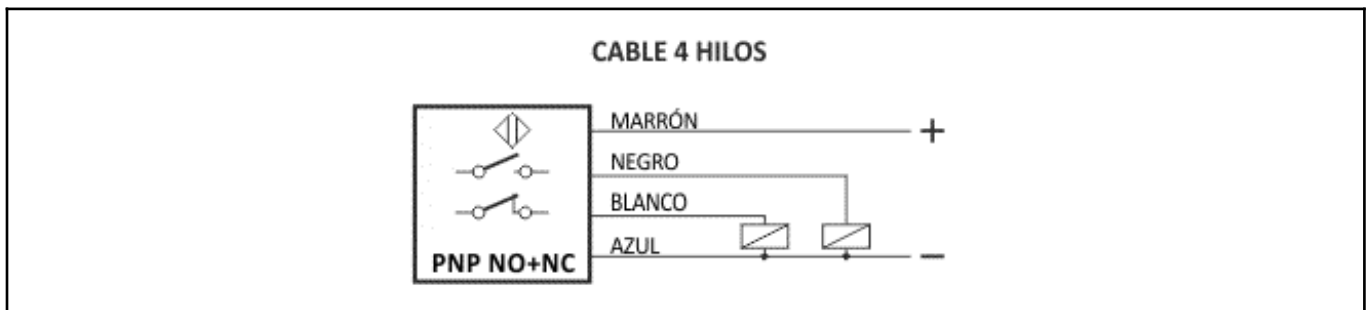 CABLE 4 HILOS
MARRÓN
+
NEGRO
BLANCO
AZUL
PNP NO+NC
−